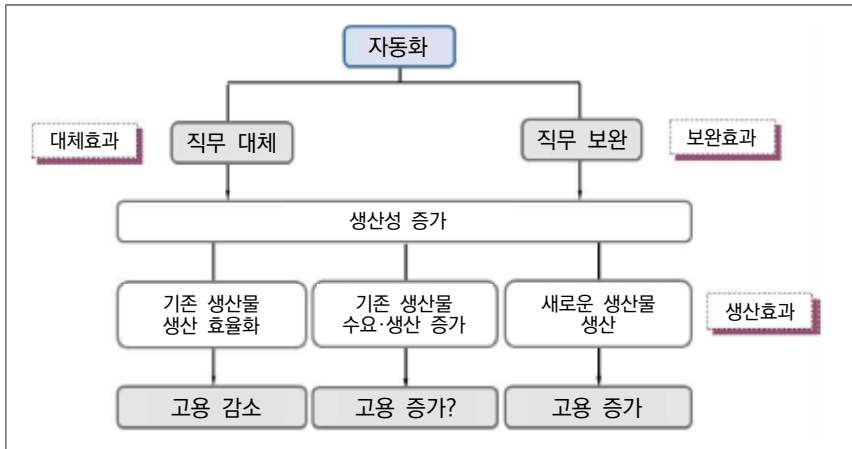 자동화
대체효과
직무 대체
직무 보완
보완효과
생산성 증가
기존 생산물
생산 효율화
기존 생산물
수요·생산 증가
새로운 생산물
생산
생산효과
고용 감소
고용 증가?
고용 증가